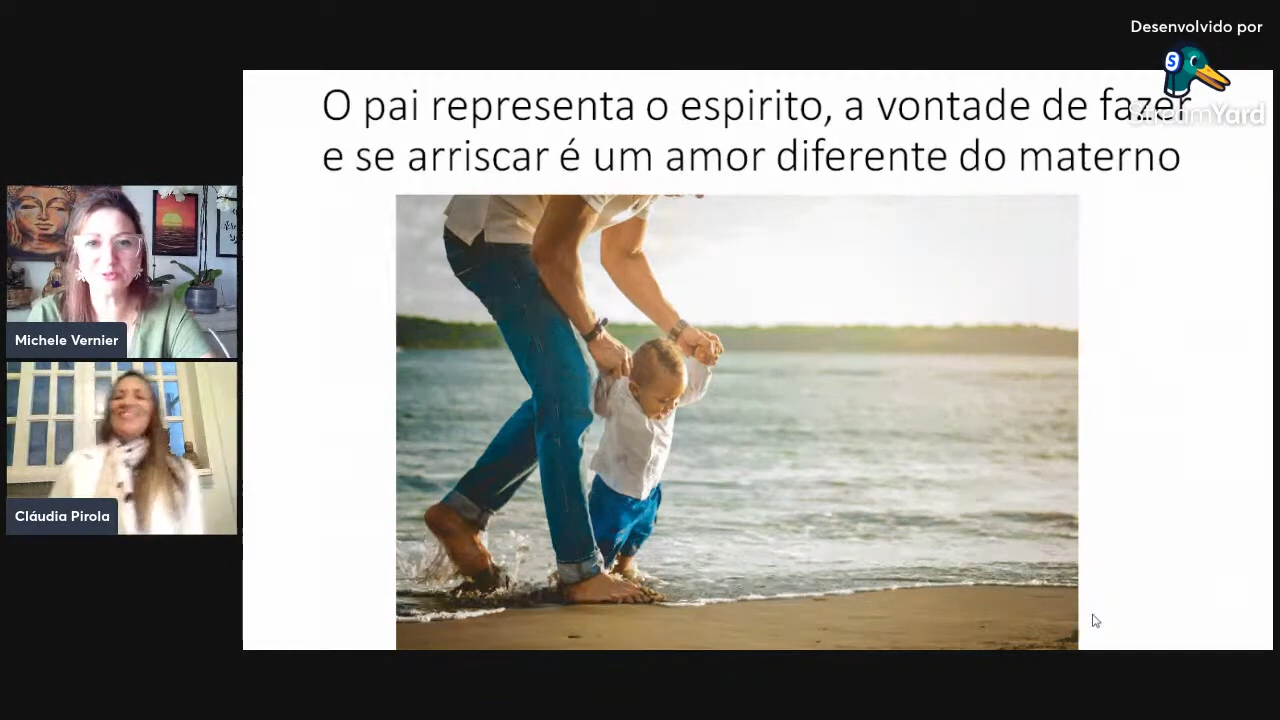 Desenvolvido por
StreamYard
O pai representa o espirito, a vontade de fazer
e se arriscar é um amor diferente do materno
Michele Vernier
Cláudia Pirola